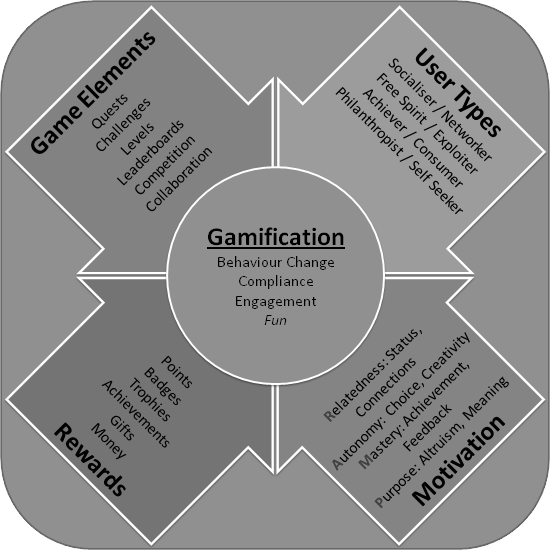 Game Elements
Quests
Challenges
Levels
Leaderboards
Competition
Collaboration
User Types
Socialiser / Networker
Free Spirit / Exploiter
Achiever / Consumer
Philanthropist / Self Seeker
Gamification
Behaviour Change
Compliance
Engagement
Fun
Points
Badges
Trophies
Achievements
Gifts
Money
Rewards
Relatedness: Status,
Connections
Autonomy: Choice, Creativity
Mastery: Achievement,
Feedback
Purpose: Altruism, Meaning
Motivation